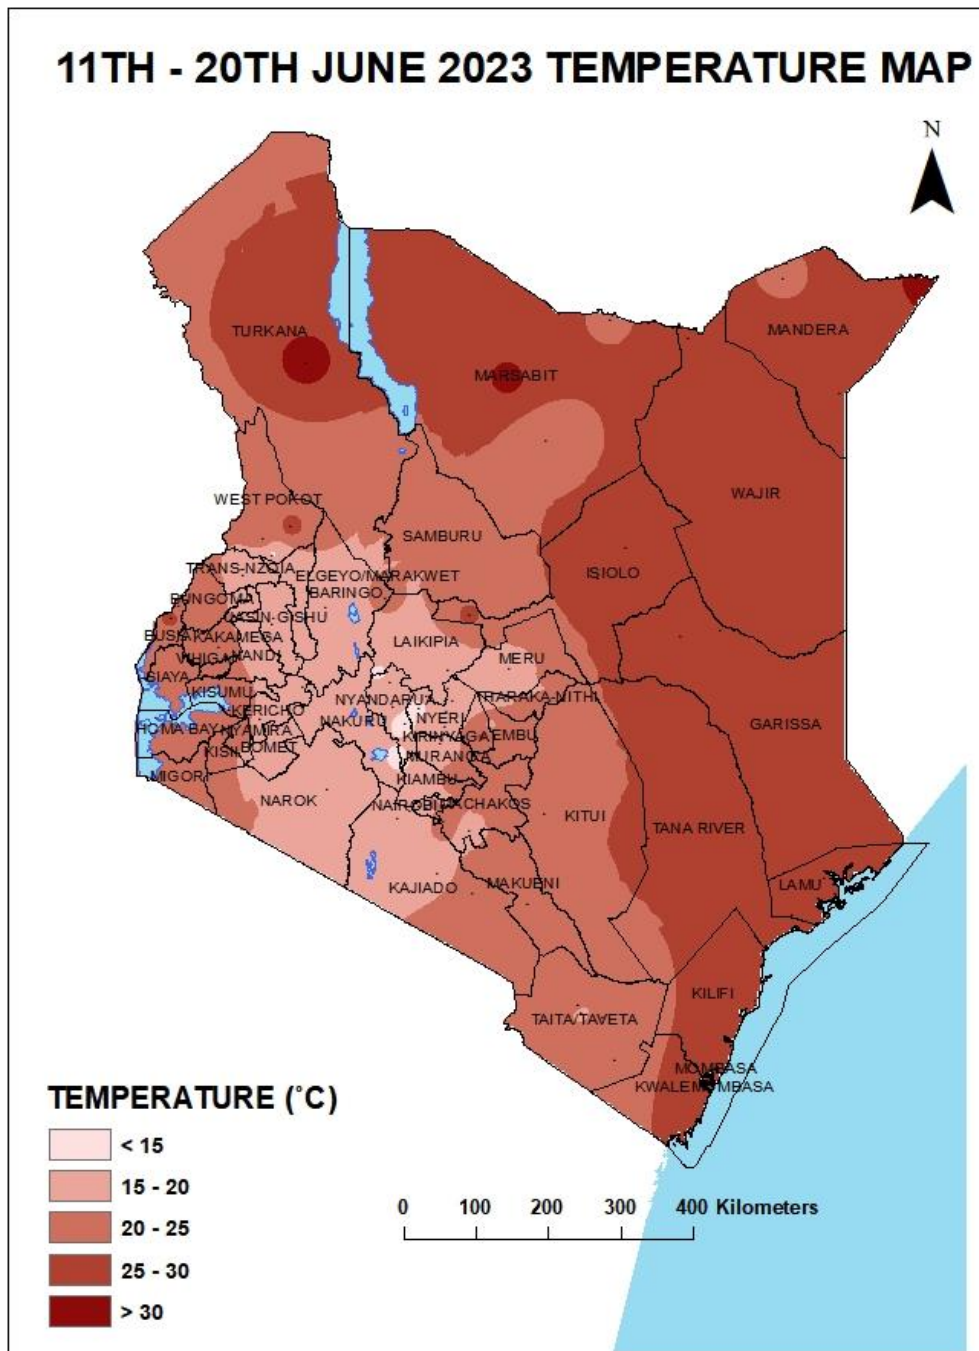 11TH - 20TH JUNE 2023 TEMPERATURE MAP
N
TURKANA
MANDERA
MARSABIT
WAJIR
WEST POKOT
SAMBURU
TRANS-NZOIA
ELGEYO/MARAKWET
ISIOLO
BARINGO
BUNGOMA
UASIN-GISHU
BUSIA
KAKAMEGA
LAIKIPIA
VIHIGA
NANDI
MERU
SIAYA
KISUMU
THARAKA-NITHI
KERICHO
NYANDARUA
HOMA BAY
NYAMIRA
NAKURU
NYERI
GARISSA
KIRINYAGA
EMBU
KISII
BOMET
MURANGA
MIGORI
KIAMBU
NAROK
NAIROBI
MACHAKOS
KITUI
TANA RIVER
KAJIADO
MAKUENI
LAMU
KILIFI
TAITA/TAVETA
MOMBASA
KWALE
MOMBASA
TEMPERATURE (˚C)
< 15
15 - 20
20 - 25
25 - 30
> 30
0 100 200 300 400 Kilometers